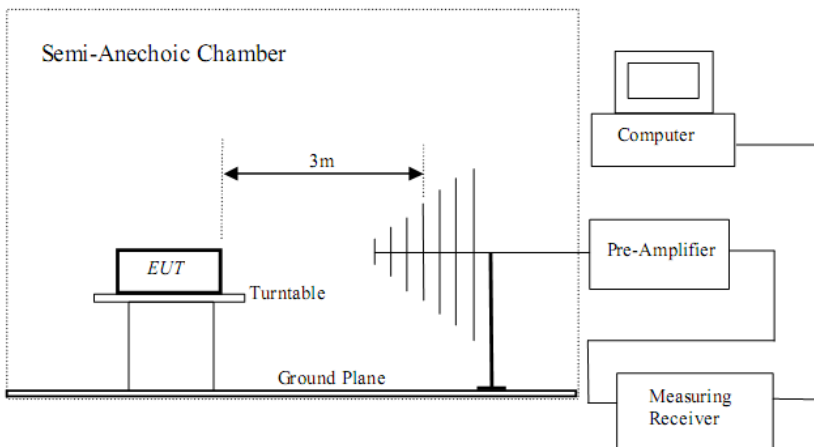 Semi-Anechoic Chamber
3m
Computer
EUT
Turntable
Pre-Amplifier
Ground Plane
Measuring
Receiver